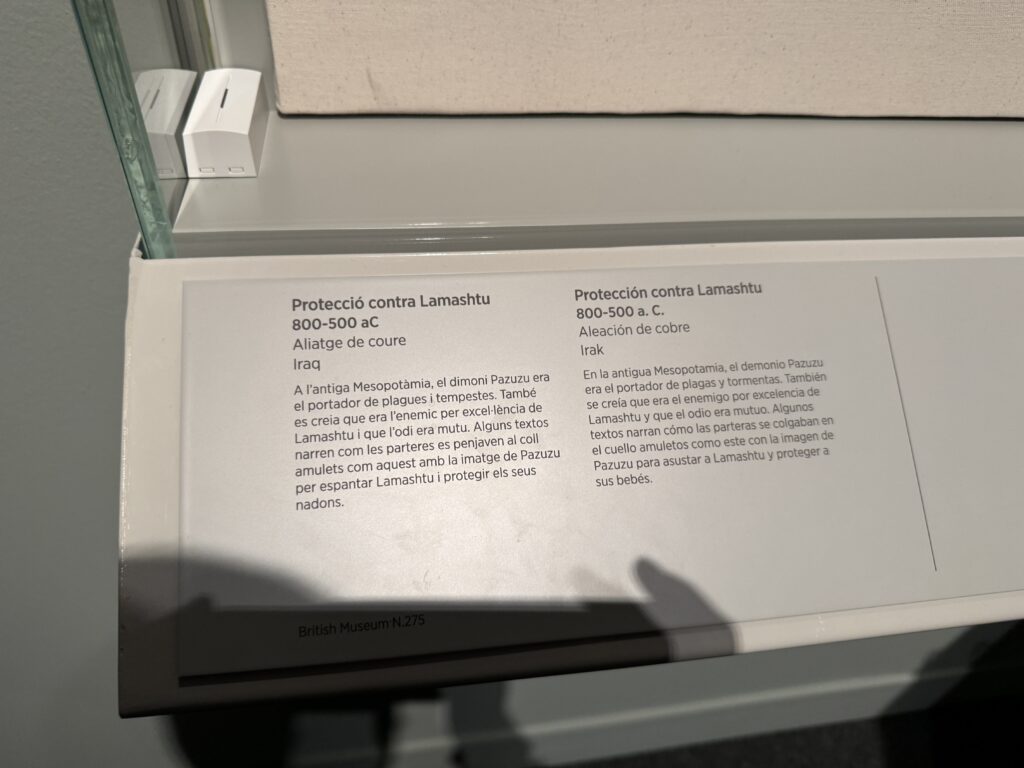 Protecció contra Lamashtu
800-500 aC
Aliatge de coure
Iraq
A l'antiga Mesopotàmia, el dimoni Pazuzu era
el portador de plagues i tempestes. També
es creia que era l'enemic per excel·lència de
Lamashtu i que l'odi era mutu. Alguns textos
narren com les parteres es penjaven al coll
amulets com aquest amb la imatge de Pazuzu
per espantar Lamashtu i protegir els seus
nadons.
British Museum N.275
Protección contra Lamashtu
800-500 a. C.
Aleación de cobre
Irak
En la antigua Mesopotamia, el demonio Pazuzu
era el portador de plagas y tormentas. También
se creía que era el enemigo por excelencia de
Lamashtu y que el odio era mutuo. Algunos
textos narran cómo las parteras se colgaban en
el cuello amuletos como este con la imagen de
Pazuzu para asustar a Lamashtu y proteger a
sus bebés.